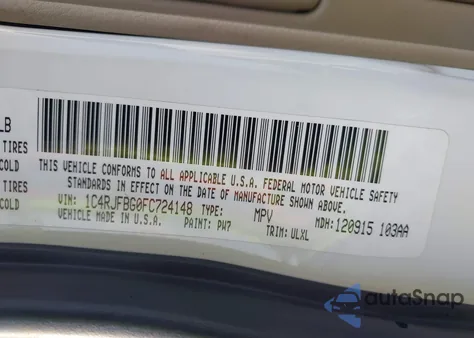 LB
TIRES
COLD
TIRES
COLD
THIS VEHICLE CONFORMS TO ALL APPLICABLE U.S.A. FEDERAL MOTOR VEHICLE SAFETY
STANDARDS IN EFFECT ON THE DATE OF MANUFACTURE SHOWN ABOVE.
VIN: 1C4RJFBG0FC724148 TYPE: MPV MDH: 120915 103AA
VEHICLE MADE IN U.S.A. PAINT: PW7 TRIM: ULXL
autoSnap